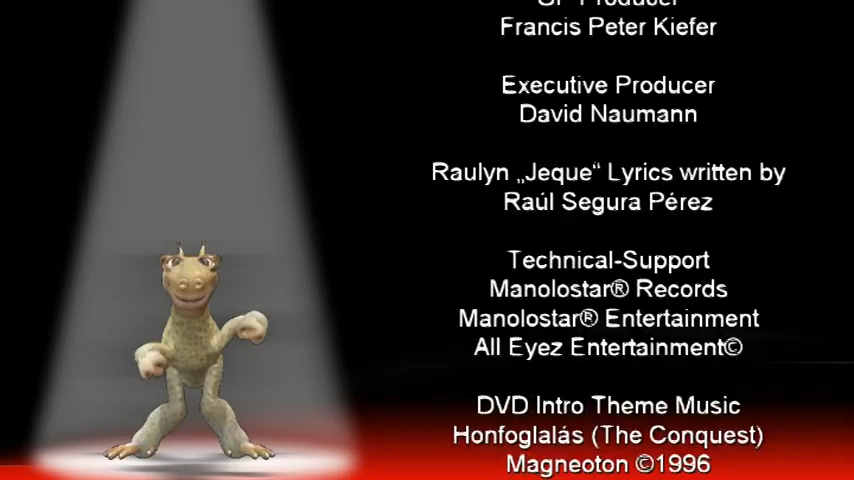 Producer
Francis Peter Kiefer
Executive Producer
David Naumann
Raulyn „Jeque“ Lyrics written by
Raúl Segura Pérez
Technical-Support
Manolostar® Records
Manolostar® Entertainment
All Eyez Entertainment©
DVD Intro Theme Music
Honfoglalás (The Conquest)
Magneoton ©1996